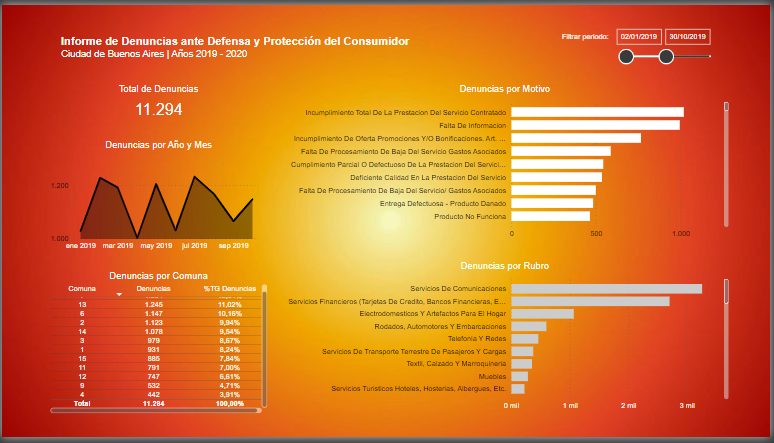 Informe de Denuncias ante Defensa y Protección del Consumidor
Ciudad de Buenos Aires | Años 2019 - 2020
Filtrar periodo:
02/01/2019
30/10/2019
Total de Denuncias
11.294
Denuncias por Año y Mes
1.200
1.000
ene 2019
mar 2019
may 2019
jul 2019
sep 2019
Denuncias por Motivo
Incumplimiento Total De La Prestacion Del Servicio Contratado
Falta De Informacion
Incumplimiento De Oferta Promociones Y/O Bonificaciones. Art. ...
Falta De Procesamiento De Baja Del Servicio Gastos Asociados
Cumplimiento Parcial O Defectuoso De La Prestacion Del Servici...
Deficiente Calidad En La Prestacion Del Servicio
Falta De Procesamiento De Baja Del Servicio/ Gastos Asociados
Entrega Defectuosa - Producto Danado
Producto No Funciona
0
500
1.000
Denuncias por Comuna
Comuna Denuncias %TG Denuncias
13 1.245 11,02%
6 1.147 10,16%
2 1.123 9,94%
14 1.078 9,54%
3 979 8,67%
1 931 8,24%
15 885 7,84%
11 791 7,00%
12 747 6,61%
9 532 4,71%
4 442 3,91%
Total 11.294 100,00%
Denuncias por Rubro
Servicios De Comunicaciones
Servicios Financieros (Tarjetas De Credito, Bancos Financieras, E...
Electrodomesticos Y Artefactos Para El Hogar
Rodados, Automotores Y Embarcaciones
Telefonia Y Redes
Servicios De Transporte Terrestre De Pasajeros Y Cargas
Textil, Calzado Y Marroquineria
Muebles
Servicios Turisticos Hoteles, Hosterias, Albergues, Etc.
0 mil
1 mil
2 mil
3 mil